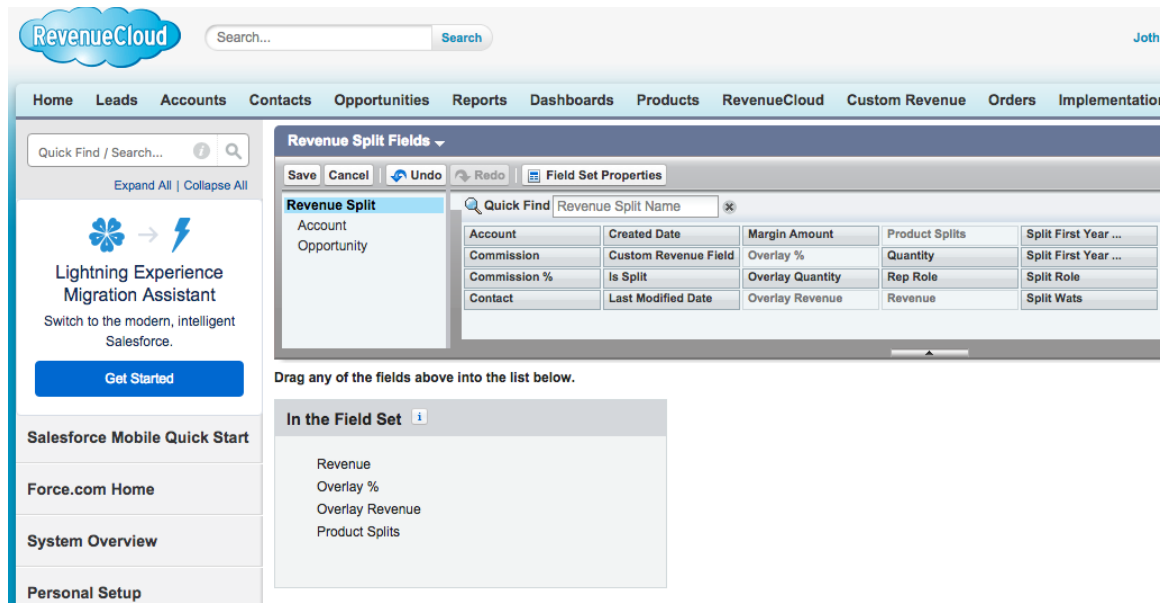 RevenueCloud
Search...
Search
Joth
Home Leads Accounts Contacts Opportunities Reports Dashboards Products RevenueCloud Custom Revenue Orders Implementation
Quick Find / Search...
Expand All | Collapse All
Lightning Experience
Migration Assistant
Switch to the modern, intelligent
Salesforce.
Get Started
Salesforce Mobile Quick Start
Force.com Home
System Overview
Personal Setup
Revenue Split Fields
Save Cancel Undo Redo Field Set Properties
Revenue Split
Account
Opportunity
Quick Find Revenue Split Name
Account Created Date Margin Amount Product Splits Split First Year ...
Commission Custom Revenue Field Overlay % Quantity Split First Year ...
Commission % Is Split Overlay Quantity Rep Role Split Role
Contact Last Modified Date Overlay Revenue Revenue Split Wats
Drag any of the fields above into the list below.
In the Field Set
Revenue
Overlay %
Overlay Revenue
Product Splits